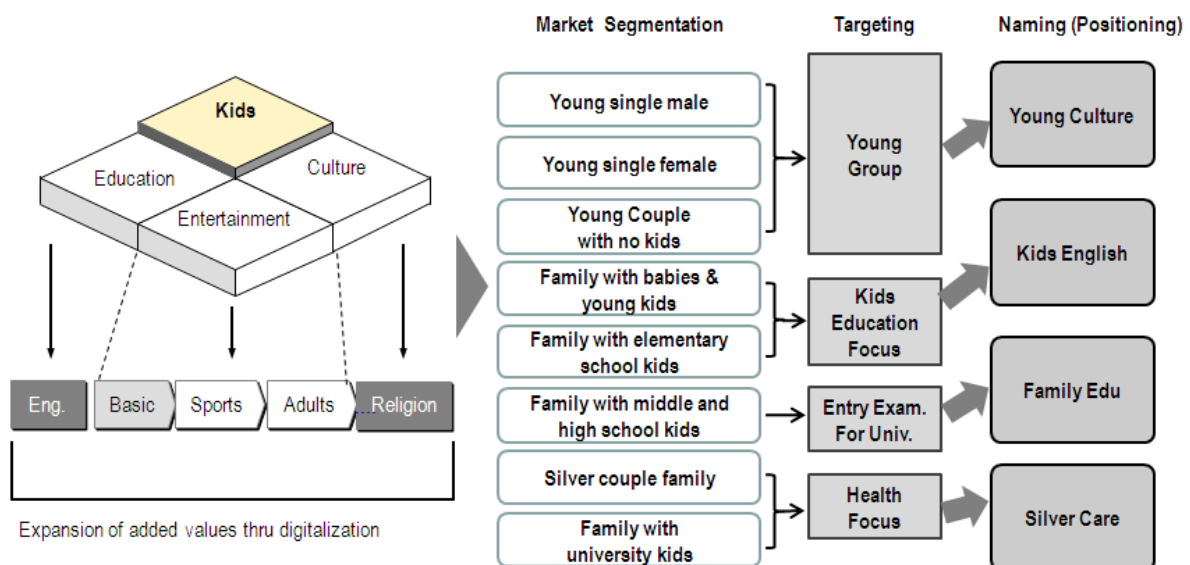 Market Segmentation
Targeting
Naming (Positioning)
Kids
Education
Culture
Entertainment
Eng.
Basic
Sports
Adults
Religion
Expansion of added values thru digitalization
Young single male
Young single female
Young Couple
with no kids
Family with babies &
young kids
Family with elementary
school kids
Family with middle and
high school kids
Silver couple family
Family with
university kids
Young
Group
Kids
Education
Focus
Entry Exam.
For Univ.
Health
Focus
Young Culture
Kids English
Family Edu
Silver Care